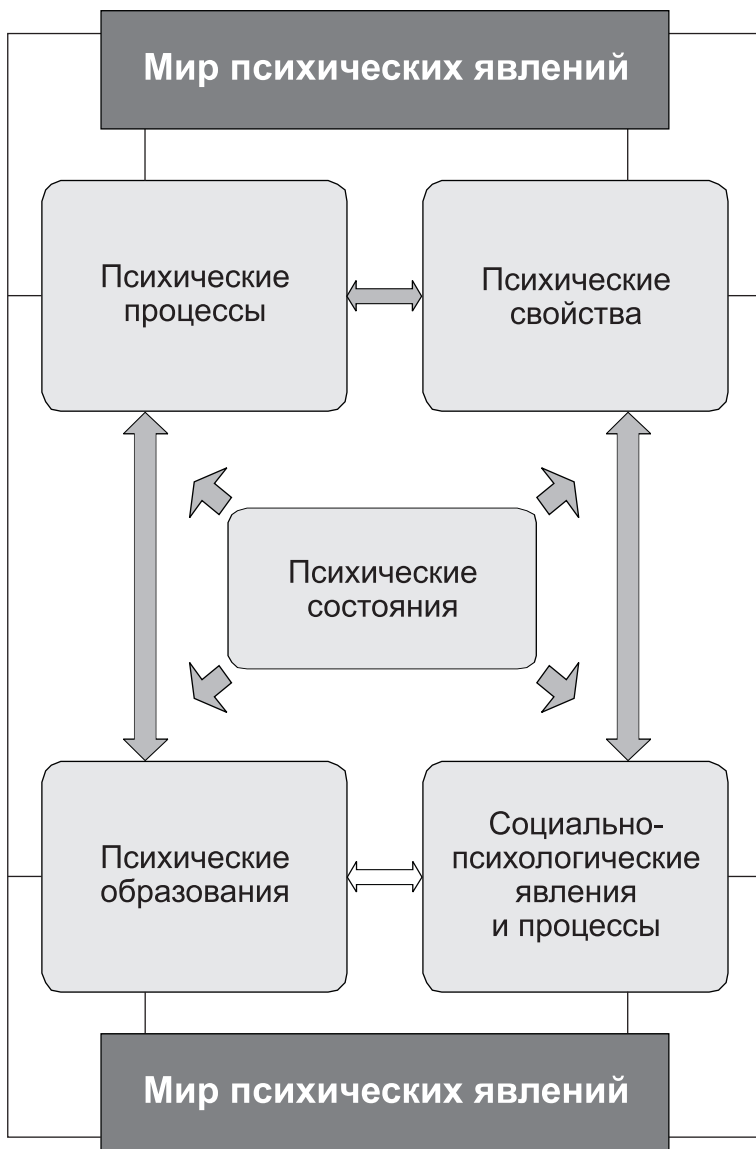 Мир психических явлений
Психические
процессы
Психические
свойства
Психические
состояния
Психические
образования
Социально-
психологические
явления
и процессы
Мир психических явлений